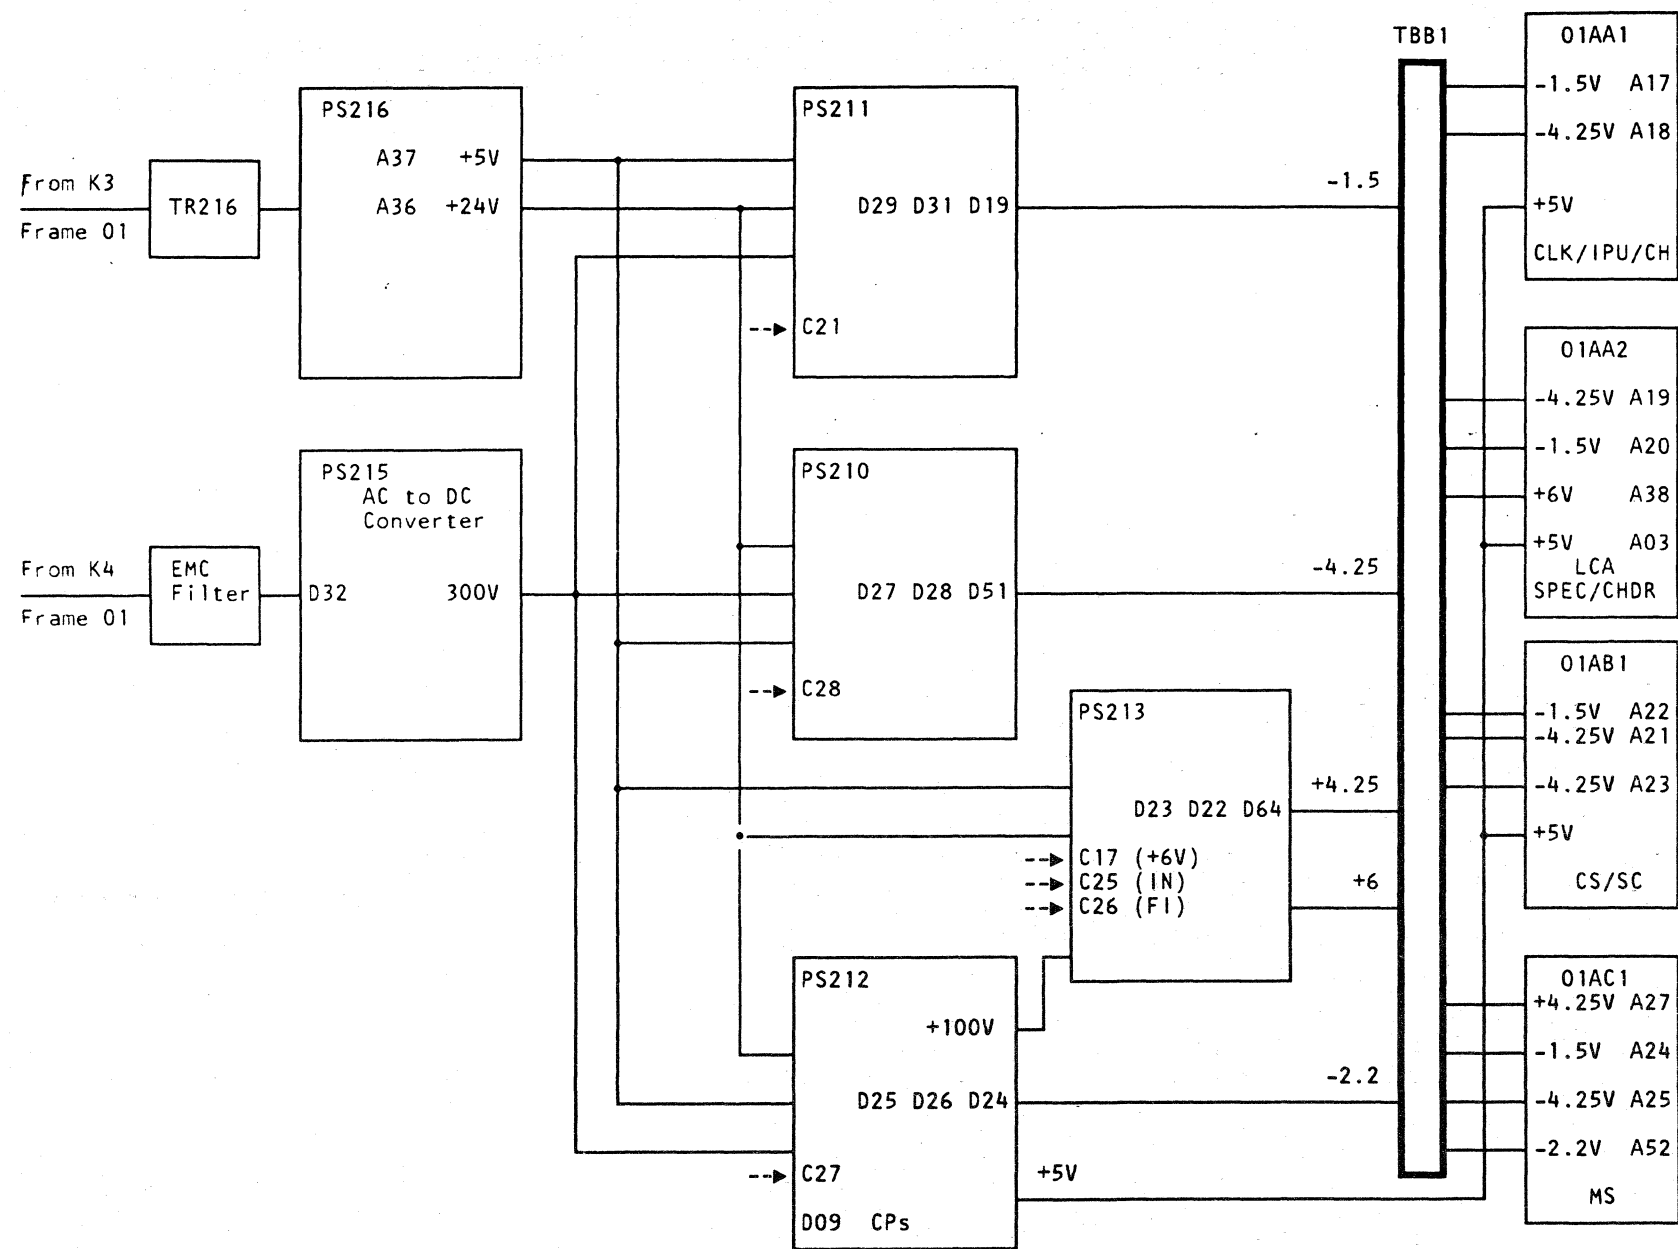 From K3
Frame 01
TR216
PS216
A37 +5V
A36 +24V
From K4
Frame 01
EMC
Filter
PS215
AC to DC
Converter
D32 300V
PS211
D29 D31 D19
C21
PS210
D27 D28 D51
C28
PS213
D23 D22 D64
C17 (+6V)
C25 (IN)
C26 (FI)
PS212
+100V
D25 D26 D24
C27
D09 CPs
-1.5
-4.25
+4.25
+6
-2.2
+5V
TBB1
01AA1
-1.5V A17
-4.25V A18
+5V
CLK/IPU/CH
01AA2
-4.25V A19
-1.5V A20
+6V A38
+5V A03
LCA
SPEC/CHDR
01AB1
-1.5V A22
-4.25V A21
-4.25V A23
+5V
CS/SC
01AC1
+4.25V A27
-1.5V A24
-4.25V A25
-2.2V A52
MS